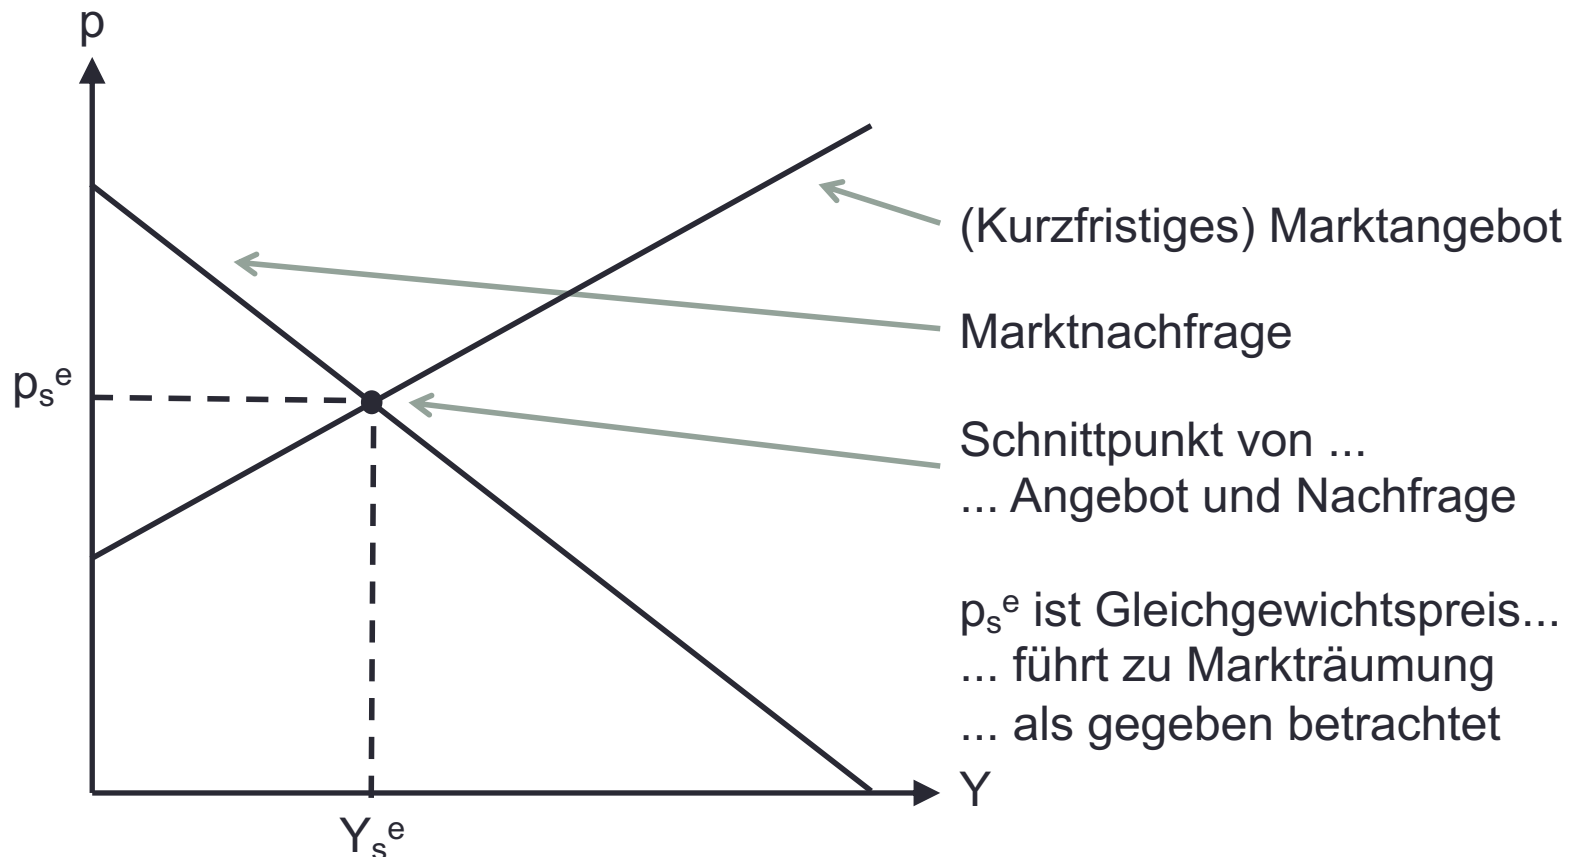 p
(Kurzfristiges) Marktangebot
Marktnachfrage
pₛᵉ
Schnittpunkt von ...
... Angebot und Nachfrage
pₛᵉ ist Gleichgewichtspreis...
... führt zu Markträumung
... als gegeben betrachtet
Y
Yₛᵉ